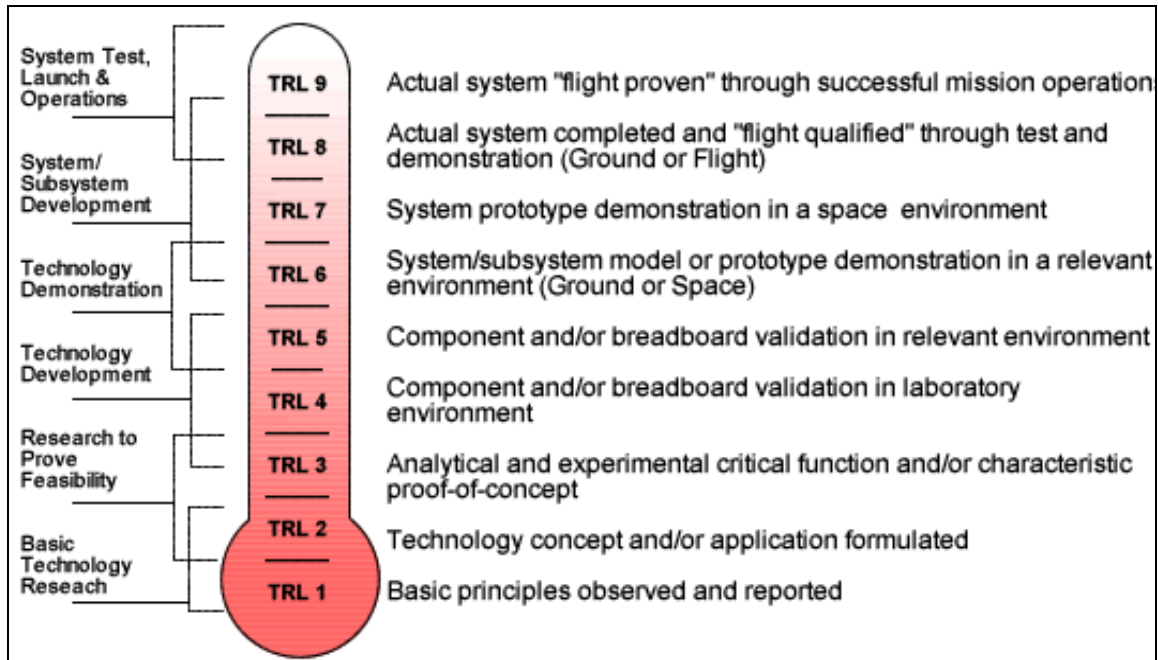 System Test,
Launch &
Operations
System/
Subsystem
Development
Technology
Demonstration
Technology
Development
Research to
Prove
Feasibility
Basic
Technology
Reseach
TRL 9
TRL 8
TRL 7
TRL 6
TRL 5
TRL 4
TRL 3
TRL 2
TRL 1
Actual system "flight proven" through successful mission operation
Actual system completed and "flight qualified" through test and
demonstration (Ground or Flight)
System prototype demonstration in a space environment
System/subsystem model or prototype demonstration in a relevant
environment (Ground or Space)
Component and/or breadboard validation in relevant environment
Component and/or breadboard validation in laboratory
environment
Analytical and experimental critical function and/or characteristic
proof-of-concept
Technology concept and/or application formulated
Basic principles observed and reported